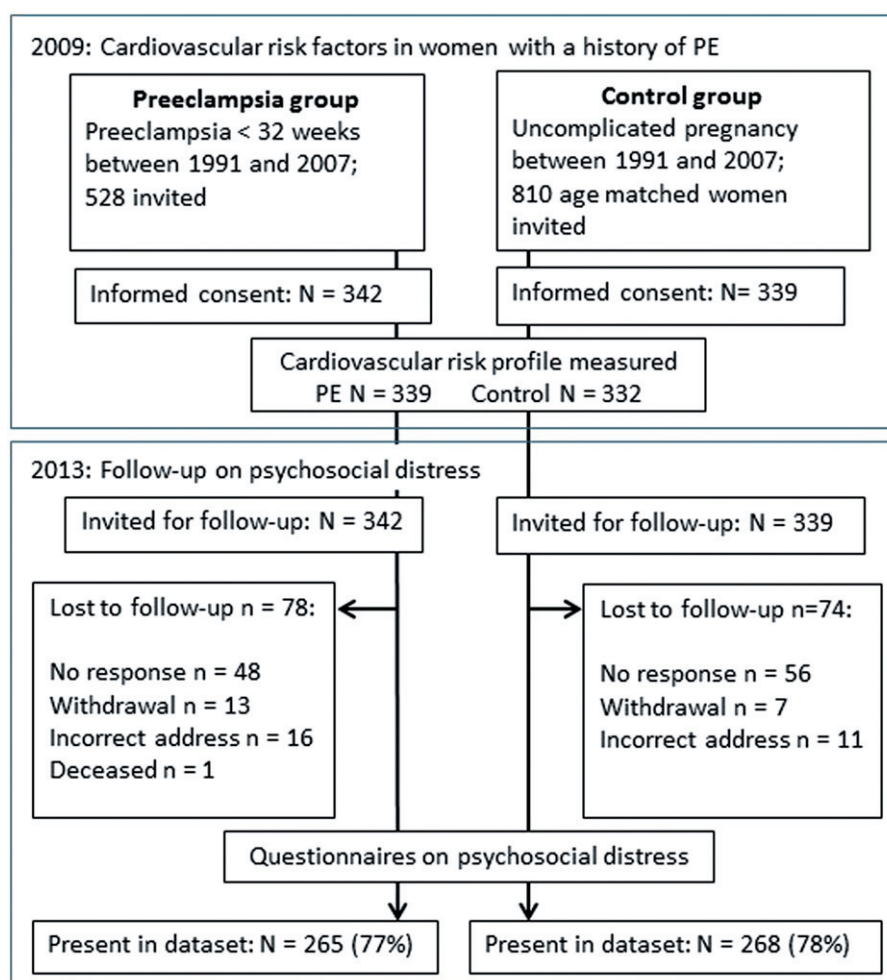 2009: Cardiovascular risk factors in women with a history of PE
Preeclampsia group
Preeclampsia < 32 weeks
between 1991 and 2007;
528 invited
Control group
Uncomplicated pregnancy
between 1991 and 2007;
810 age matched women
invited
Informed consent: N = 342
Informed consent: N= 339
Cardiovascular risk profile measured
PE N = 339 Control N = 332
2013: Follow-up on psychosocial distress
Invited for follow-up: N = 342
Invited for follow-up: N = 339
Lost to follow-up n = 78:
No response n = 48
Withdrawal n = 13
Incorrect address n = 16
Deceased n = 1
Lost to follow-up n=74:
No response n = 56
Withdrawal n = 7
Incorrect address n = 11
Questionnaires on psychosocial distress
Present in dataset: N = 265 (77%)
Present in dataset: N = 268 (78%)